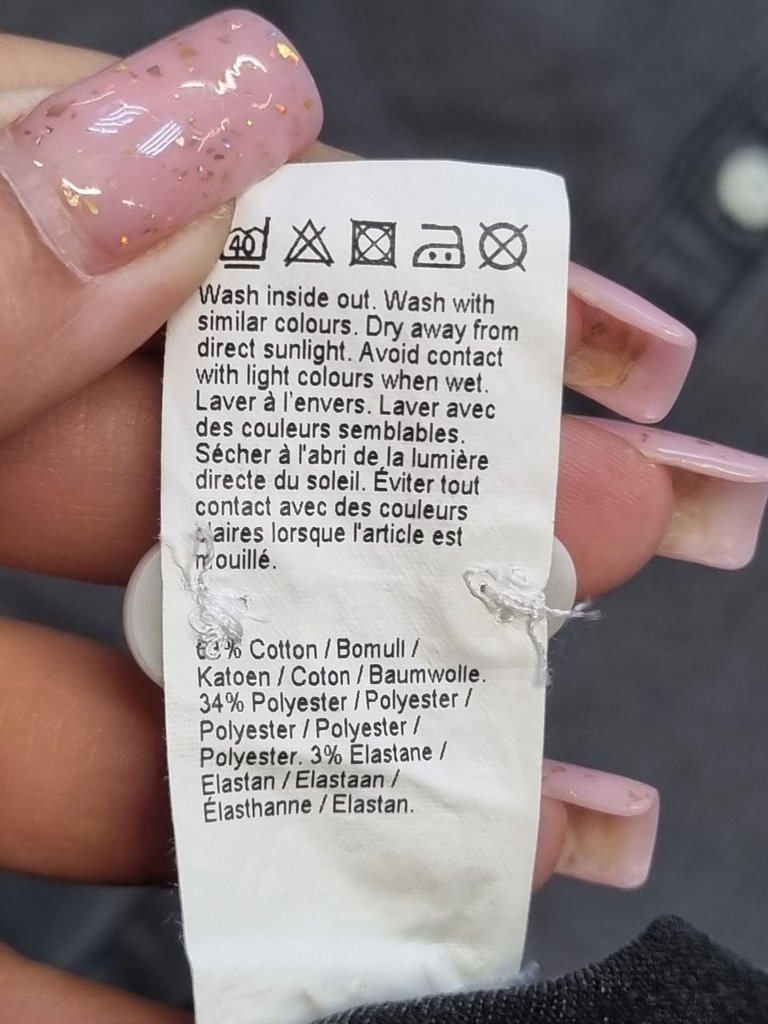 40
Wash inside out. Wash with
similar colours. Dry away from
direct sunlight. Avoid contact
with light colours when wet.
Laver à l'envers. Laver avec
des couleurs semblables.
Sécher à l'abri de la lumière
directe du soleil. Éviter tout
contact avec des couleurs
claires lorsque l'article est
mouillé.
% Cotton / Bomull /
Katoen / Coton / Baumwolle.
34% Polyester / Polyester /
Polyester / Polyester /
Polyester. 3% Elastane /
Elastan / Elastaan /
Élasthanne / Elastan.